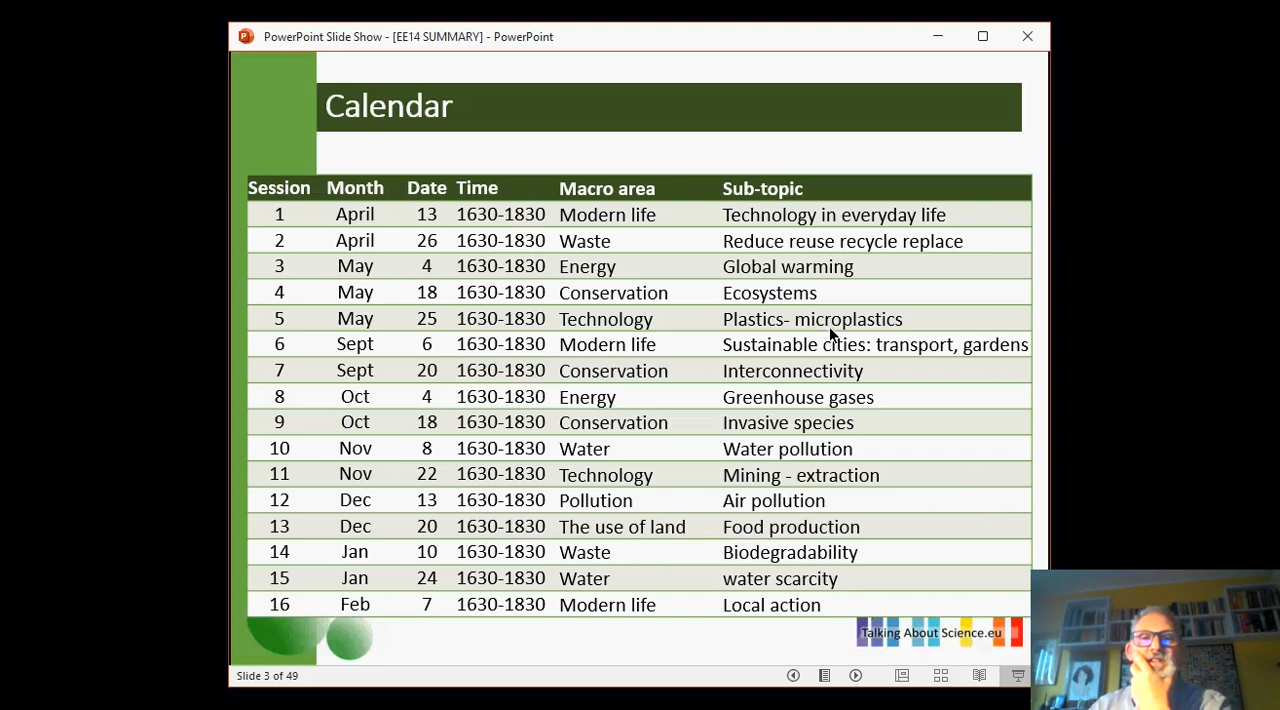 PowerPoint Slide Show - [EE14 SUMMARY] - PowerPoint
Calendar
Session Month Date Time Macro area Sub-topic
1 April 13 1630-1830 Modern life Technology in everyday life
2 April 26 1630-1830 Waste Reduce reuse recycle replace
3 May 4 1630-1830 Energy Global warming
4 May 18 1630-1830 Conservation Ecosystems
5 May 25 1630-1830 Technology Plastics- microplastics
6 Sept 6 1630-1830 Modern life Sustainable cities: transport, gardens
7 Sept 20 1630-1830 Conservation Interconnectivity
8 Oct 4 1630-1830 Energy Greenhouse gases
9 Oct 18 1630-1830 Conservation Invasive species
10 Nov 8 1630-1830 Water Water pollution
11 Nov 22 1630-1830 Technology Mining - extraction
12 Dec 13 1630-1830 Pollution Air pollution
13 Dec 20 1630-1830 The use of land Food production
14 Jan 10 1630-1830 Waste Biodegradability
15 Jan 24 1630-1830 Water water scarcity
16 Feb 7 1630-1830 Modern life Local action
Talking About Science.eu
Slide 3 of 49